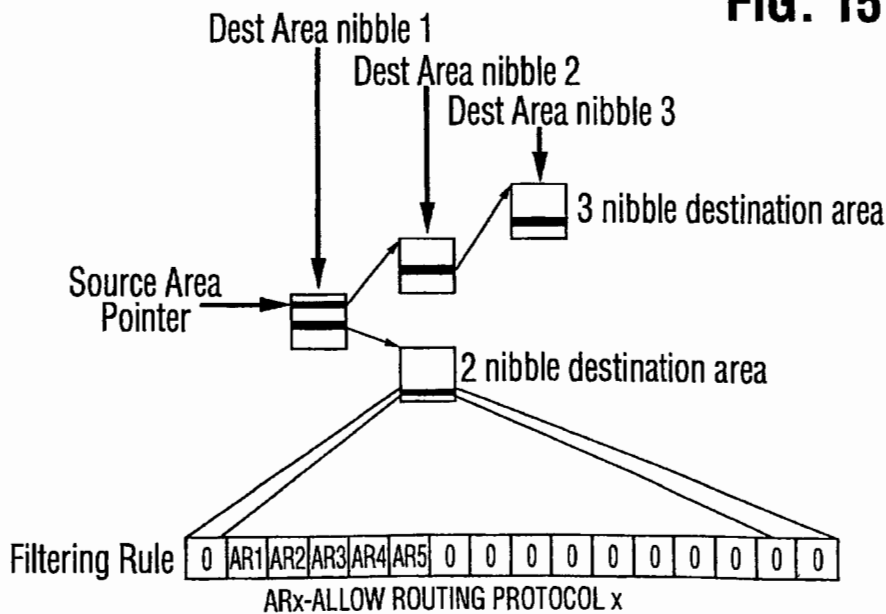 FIG. 15
Dest Area nibble 1
Dest Area nibble 2
Dest Area nibble 3
3 nibble destination area
Source Area
Pointer
2 nibble destination area
Filtering Rule 0 AR1 AR2 AR3 AR4 AR5 0 0 0 0 0 0 0 0 0 0
ARx-ALLOW ROUTING PROTOCOL x